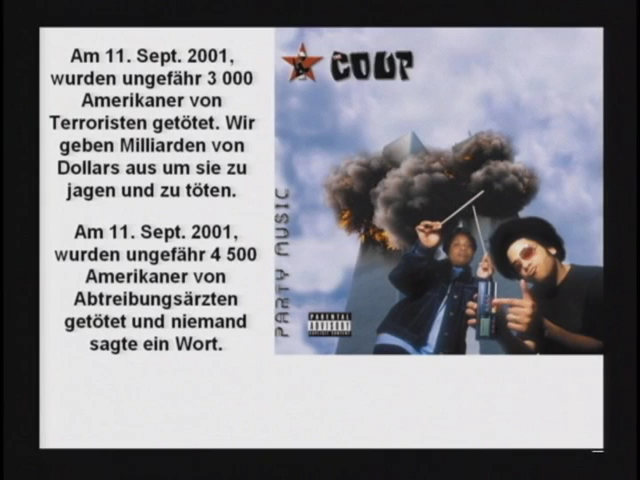 Am 11. Sept. 2001,
wurden ungefähr 3 000
Amerikaner von
Terroristen getötet. Wir
geben Milliarden von
Dollars aus um sie zu
jagen und zu töten.
Am 11. Sept. 2001,
wurden ungefähr 4 500
Amerikaner von
Abtreibungsärzten
getötet und niemand
sagte ein Wort.
COUP
PARTY MUSIC
PARENTAL
ADVISORY
EXPLICIT CONTENT